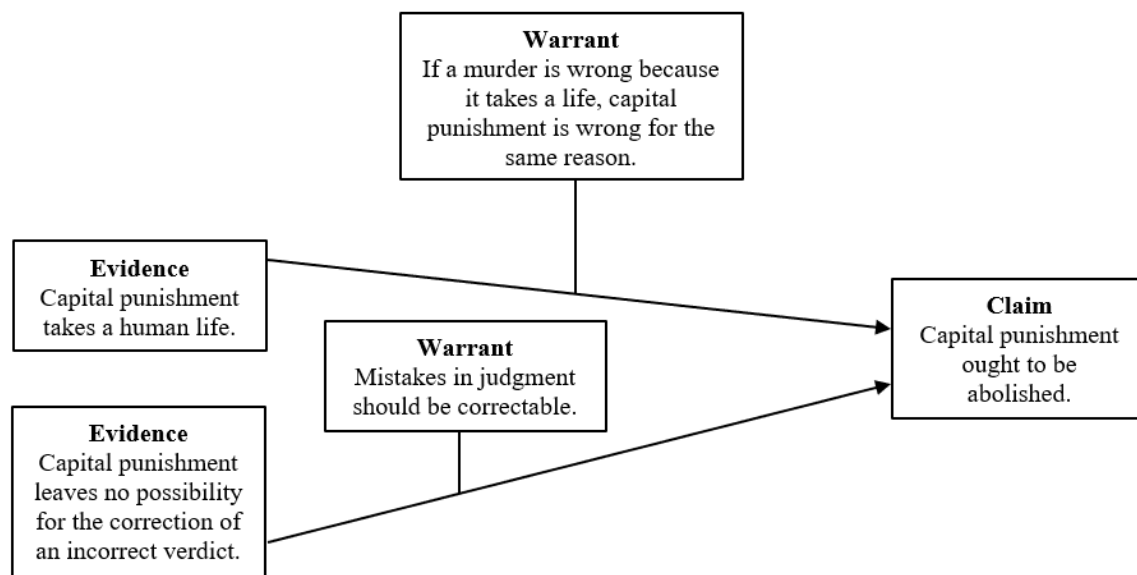 Warrant
If a murder is wrong because
it takes a life, capital
punishment is wrong for the
same reason.
Evidence
Capital punishment
takes a human life.
Warrant
Mistakes in judgment
should be correctable.
Claim
Capital punishment
ought to be
abolished.
Evidence
Capital punishment
leaves no possibility
for the correction of
an incorrect verdict.